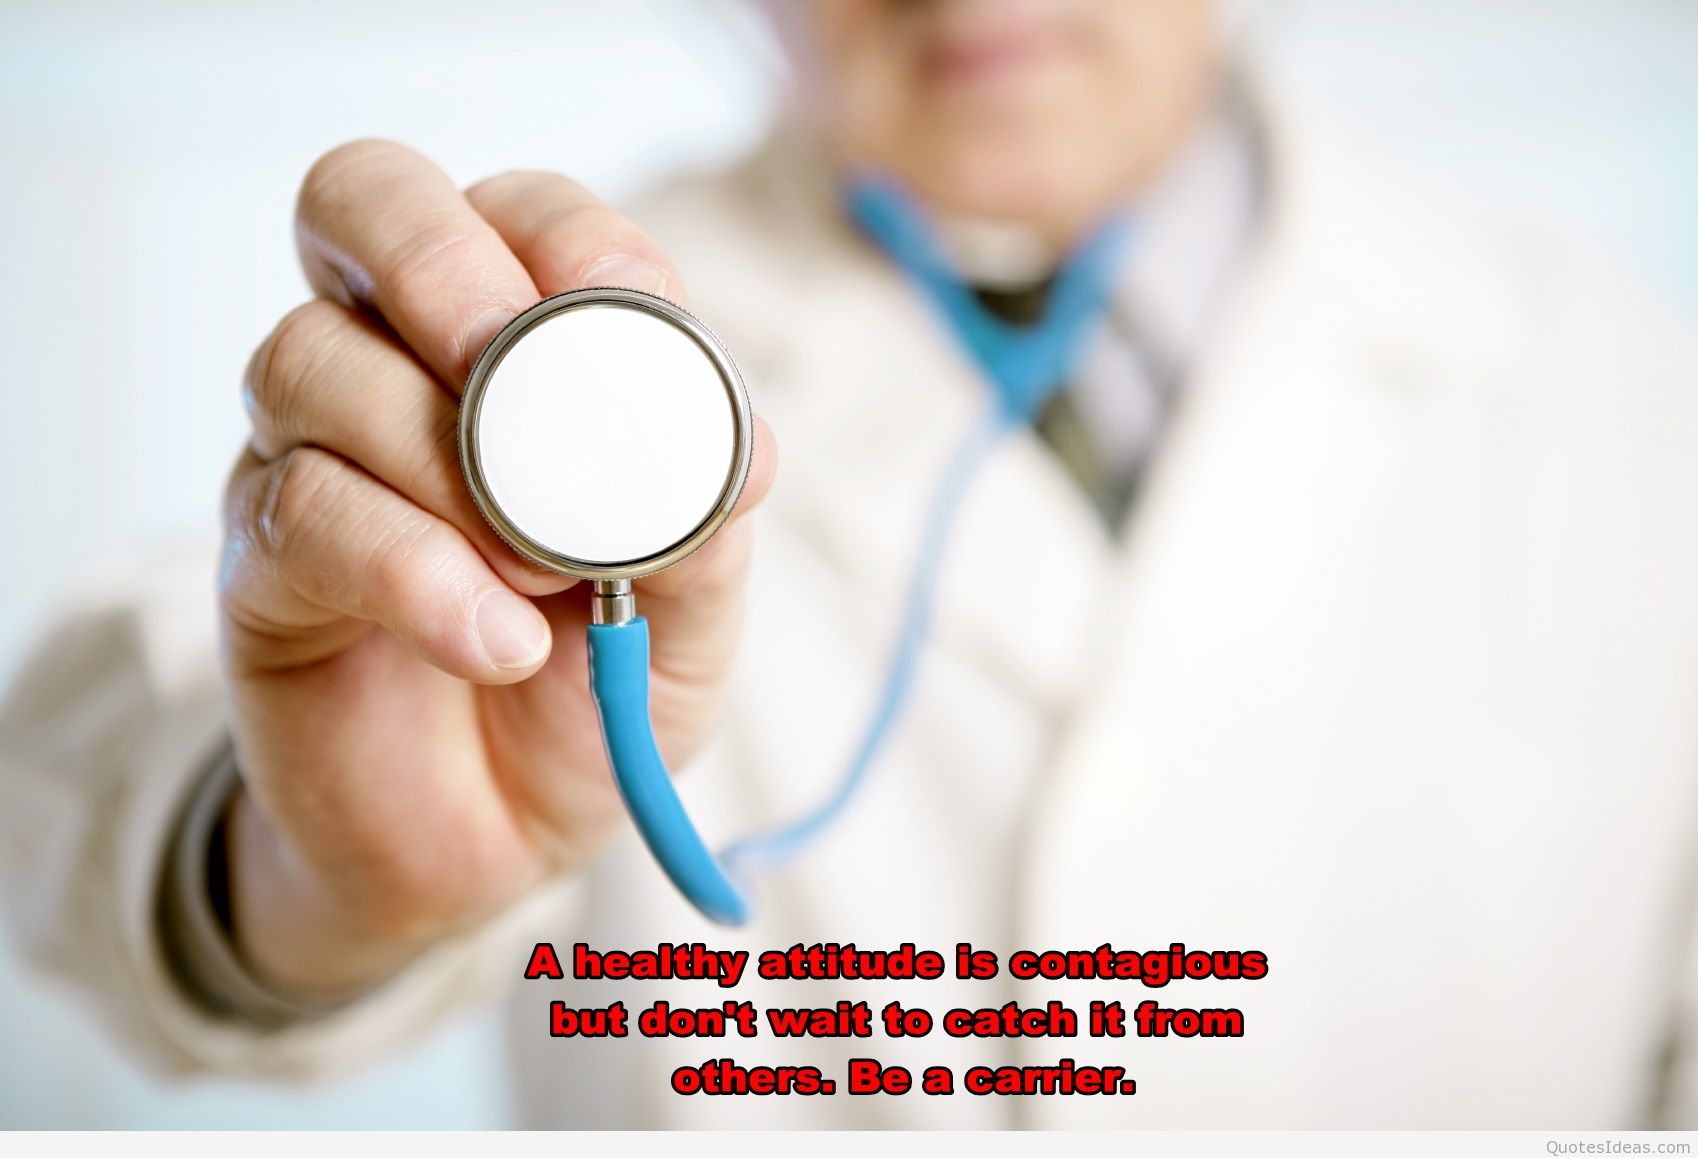 A healthy attitude is contagious
but don't wait to catch it from
others. Be a carrier.
QuotesIdeas.com